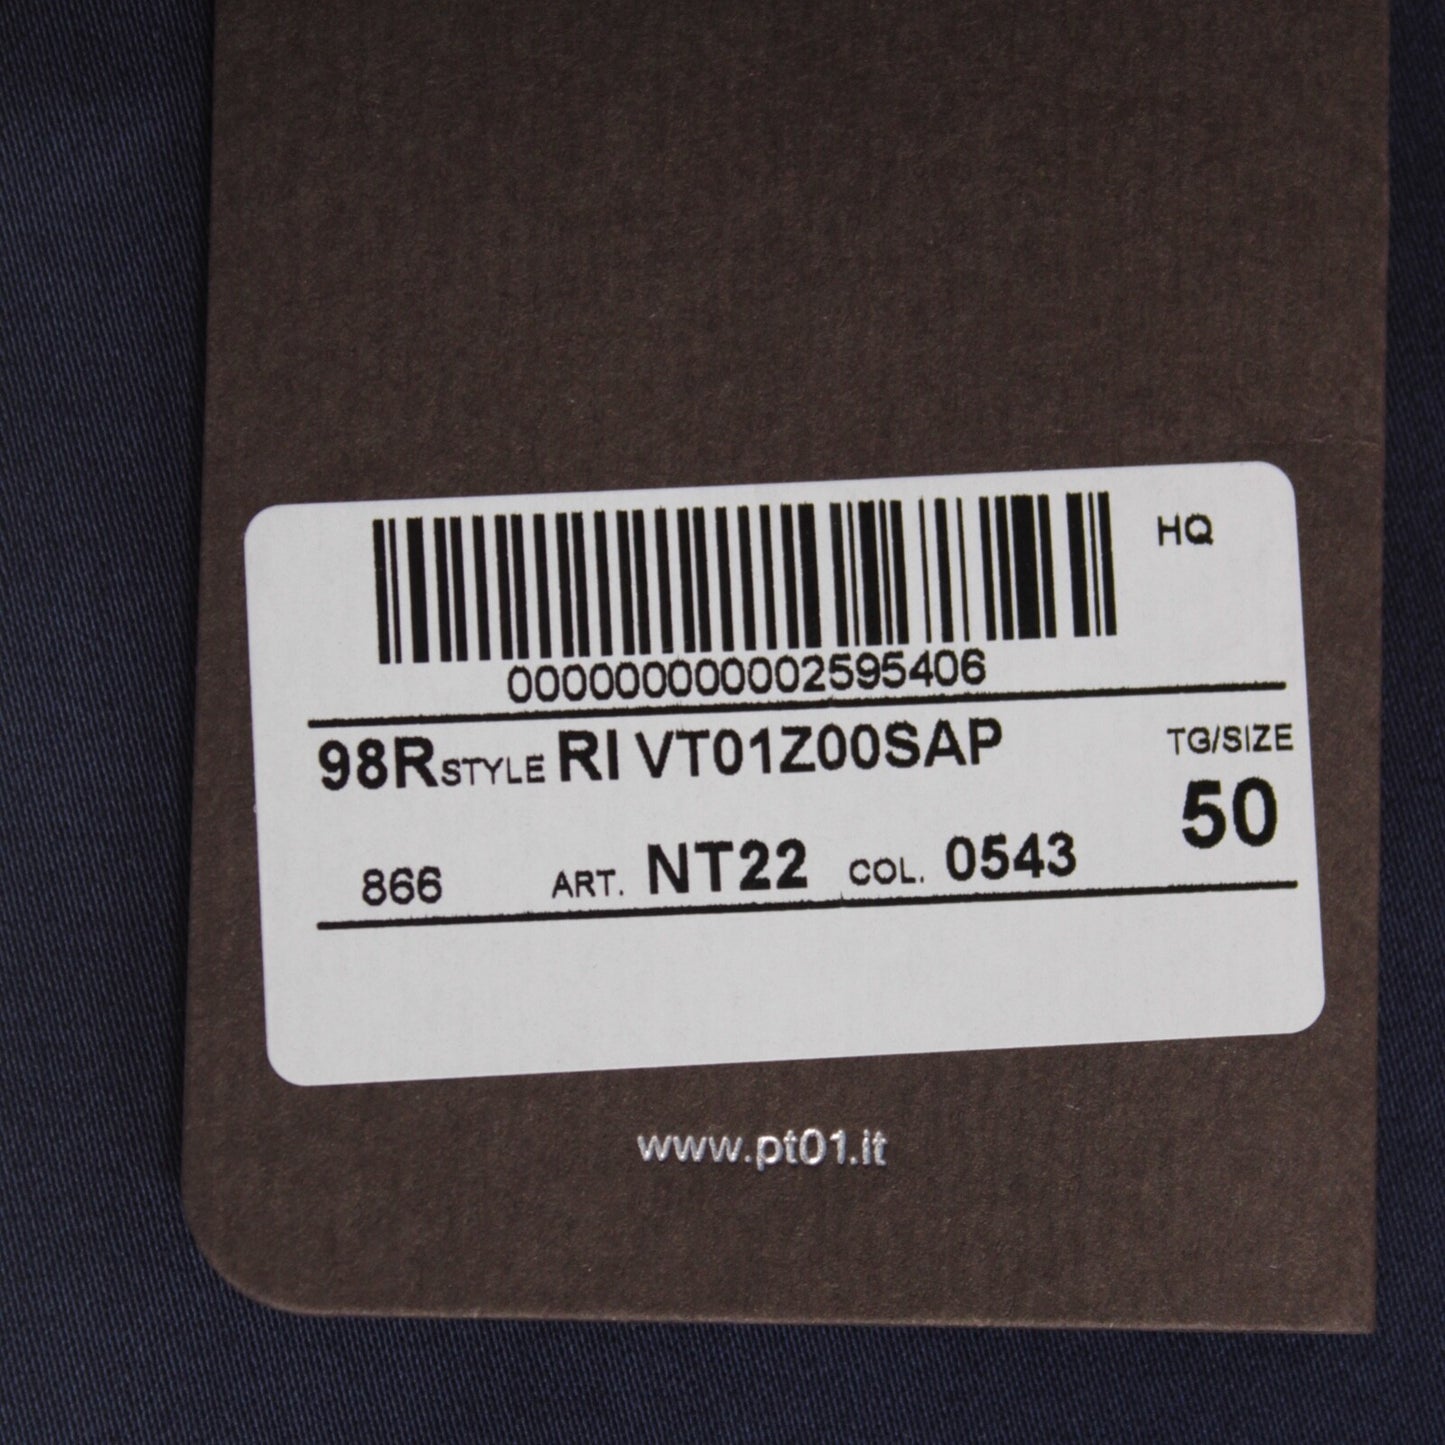 HQ
000000000002595406
98R STYLE RI VT01Z00SAP TG/SIZE
50
866 ART. NT22 COL. 0543
www.pt01.it